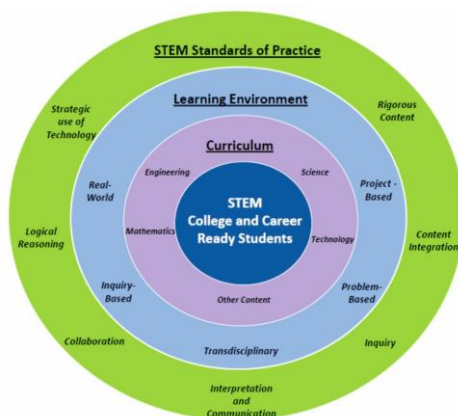 STEM Standards of Practice
Strategic
use of
Technology
Rigorous
Content
Learning Environment
Curriculum
Engineering
Science
Real-
World
Project -
Based
STEM
College and Career
Ready Students
Mathematics
Technology
Logical
Reasoning
Content
Integration
Inquiry-
Based
Problem-
Based
Other Content
Collaboration
Inquiry
Transdisciplinary
Interpretation
and
Communication